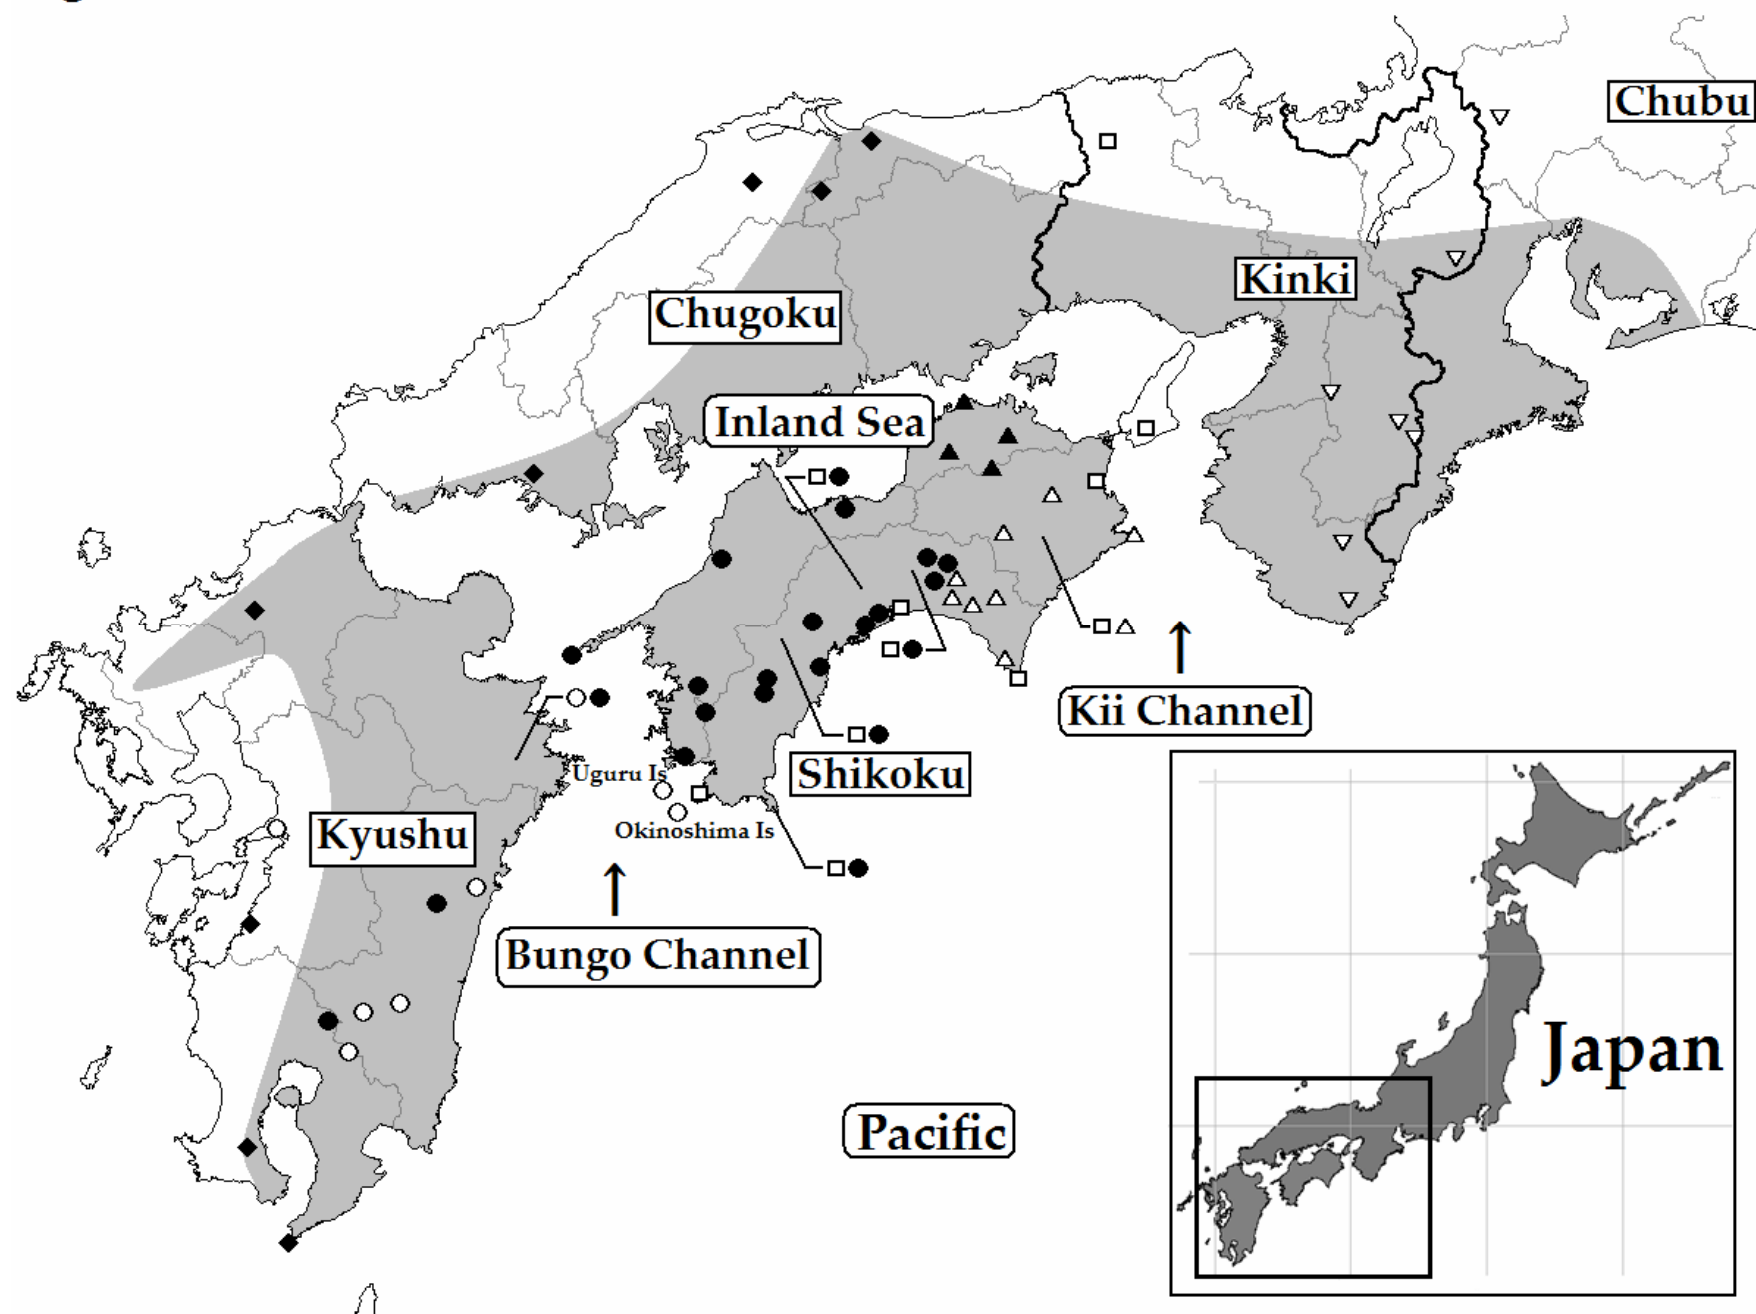 Chubu
Kinki
Chugoku
Inland Sea
Kii Channel
Shikoku
Uguru Is
Okinoshima Is
Kyushu
Bungo Channel
Japan
Pacific